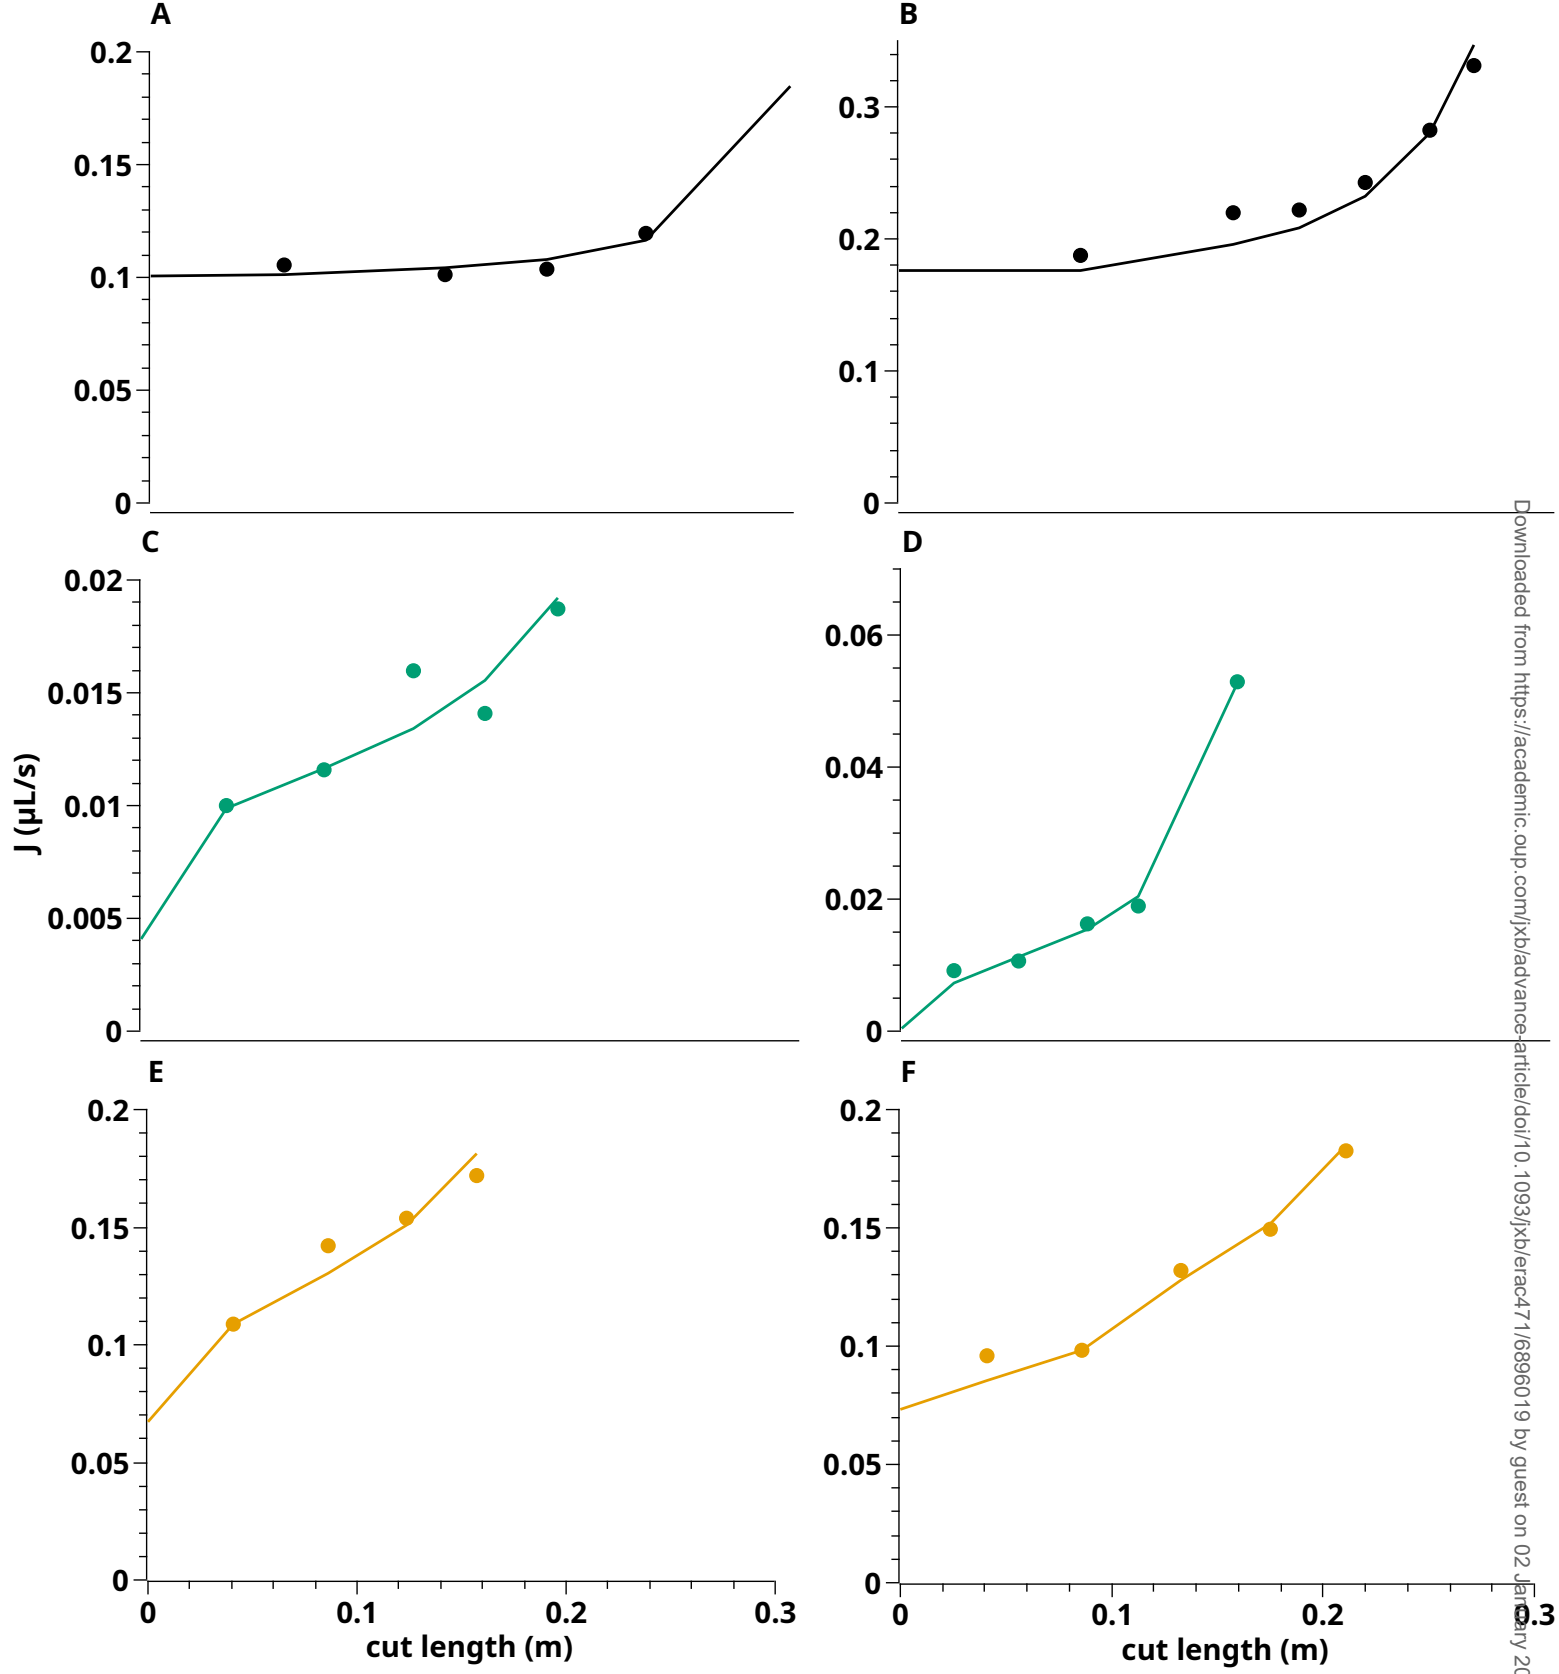 A
0.2
0.15
0.1
0.05
0
B
0.3
0.2
0.1
0
C
0.02
0.015
0.01
0.005
0
D
0.06
0.04
0.02
0
J (µL/s)
E
0.2
0.15
0.1
0.05
0
0 0.1 0.2 0.3
cut length (m)
F
0.2
0.15
0.1
0.05
0
0 0.1 0.2 0.3
cut length (m)
Downloaded from https://academic.oup.com/jxb/advance-article/doi/10.1093/jxb/erac471/6896019 by guest on 02 January 20